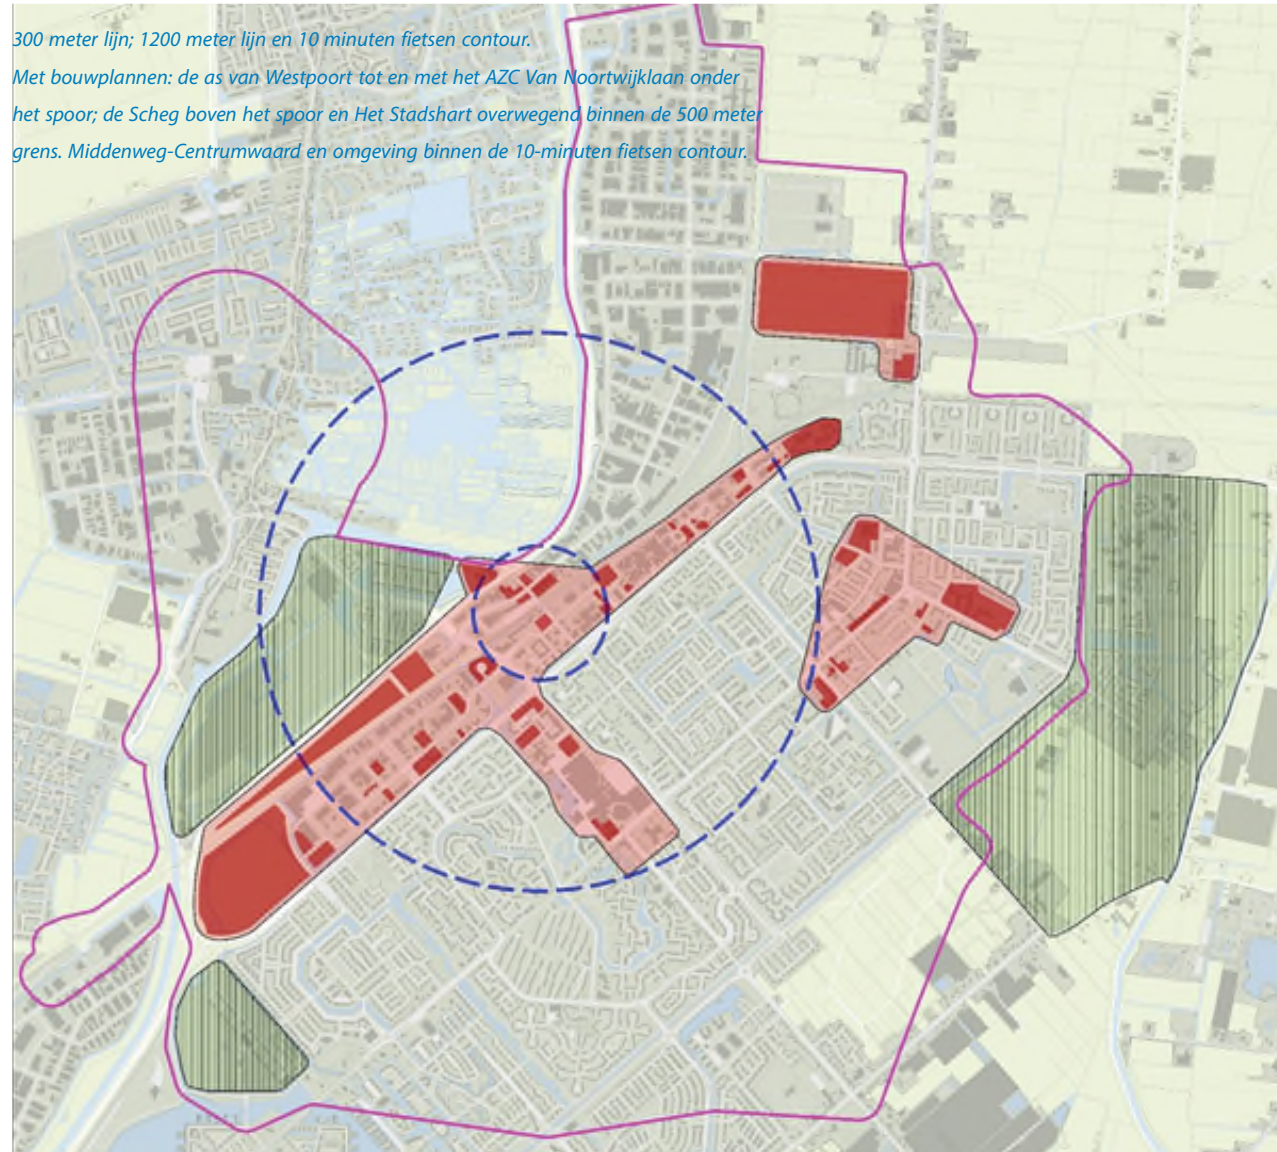 300 meter lijn; 1200 meter lijn en 10 minuten fietsen contour.
Met bouwplannen: de as van Westpoort tot en met het AZC Van Noortwijklaan onder
het spoor; de Scheg boven het spoor en Het Stadshart overwegend binnen de 500 meter
grens. Middenweg-Centrumwaard en omgeving binnen de 10-minuten fietsen contour.